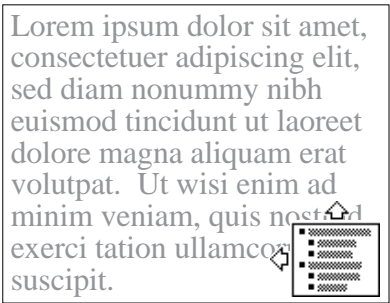 Lorem ipsum dolor sit amet,
consectetuer adipiscing elit,
sed diam nonummy nibh
euismod tincidunt ut laoreet
dolore magna aliquam erat
volutpat. Ut wisi enim ad
minim veniam, quis
exerci tation
suscipit.